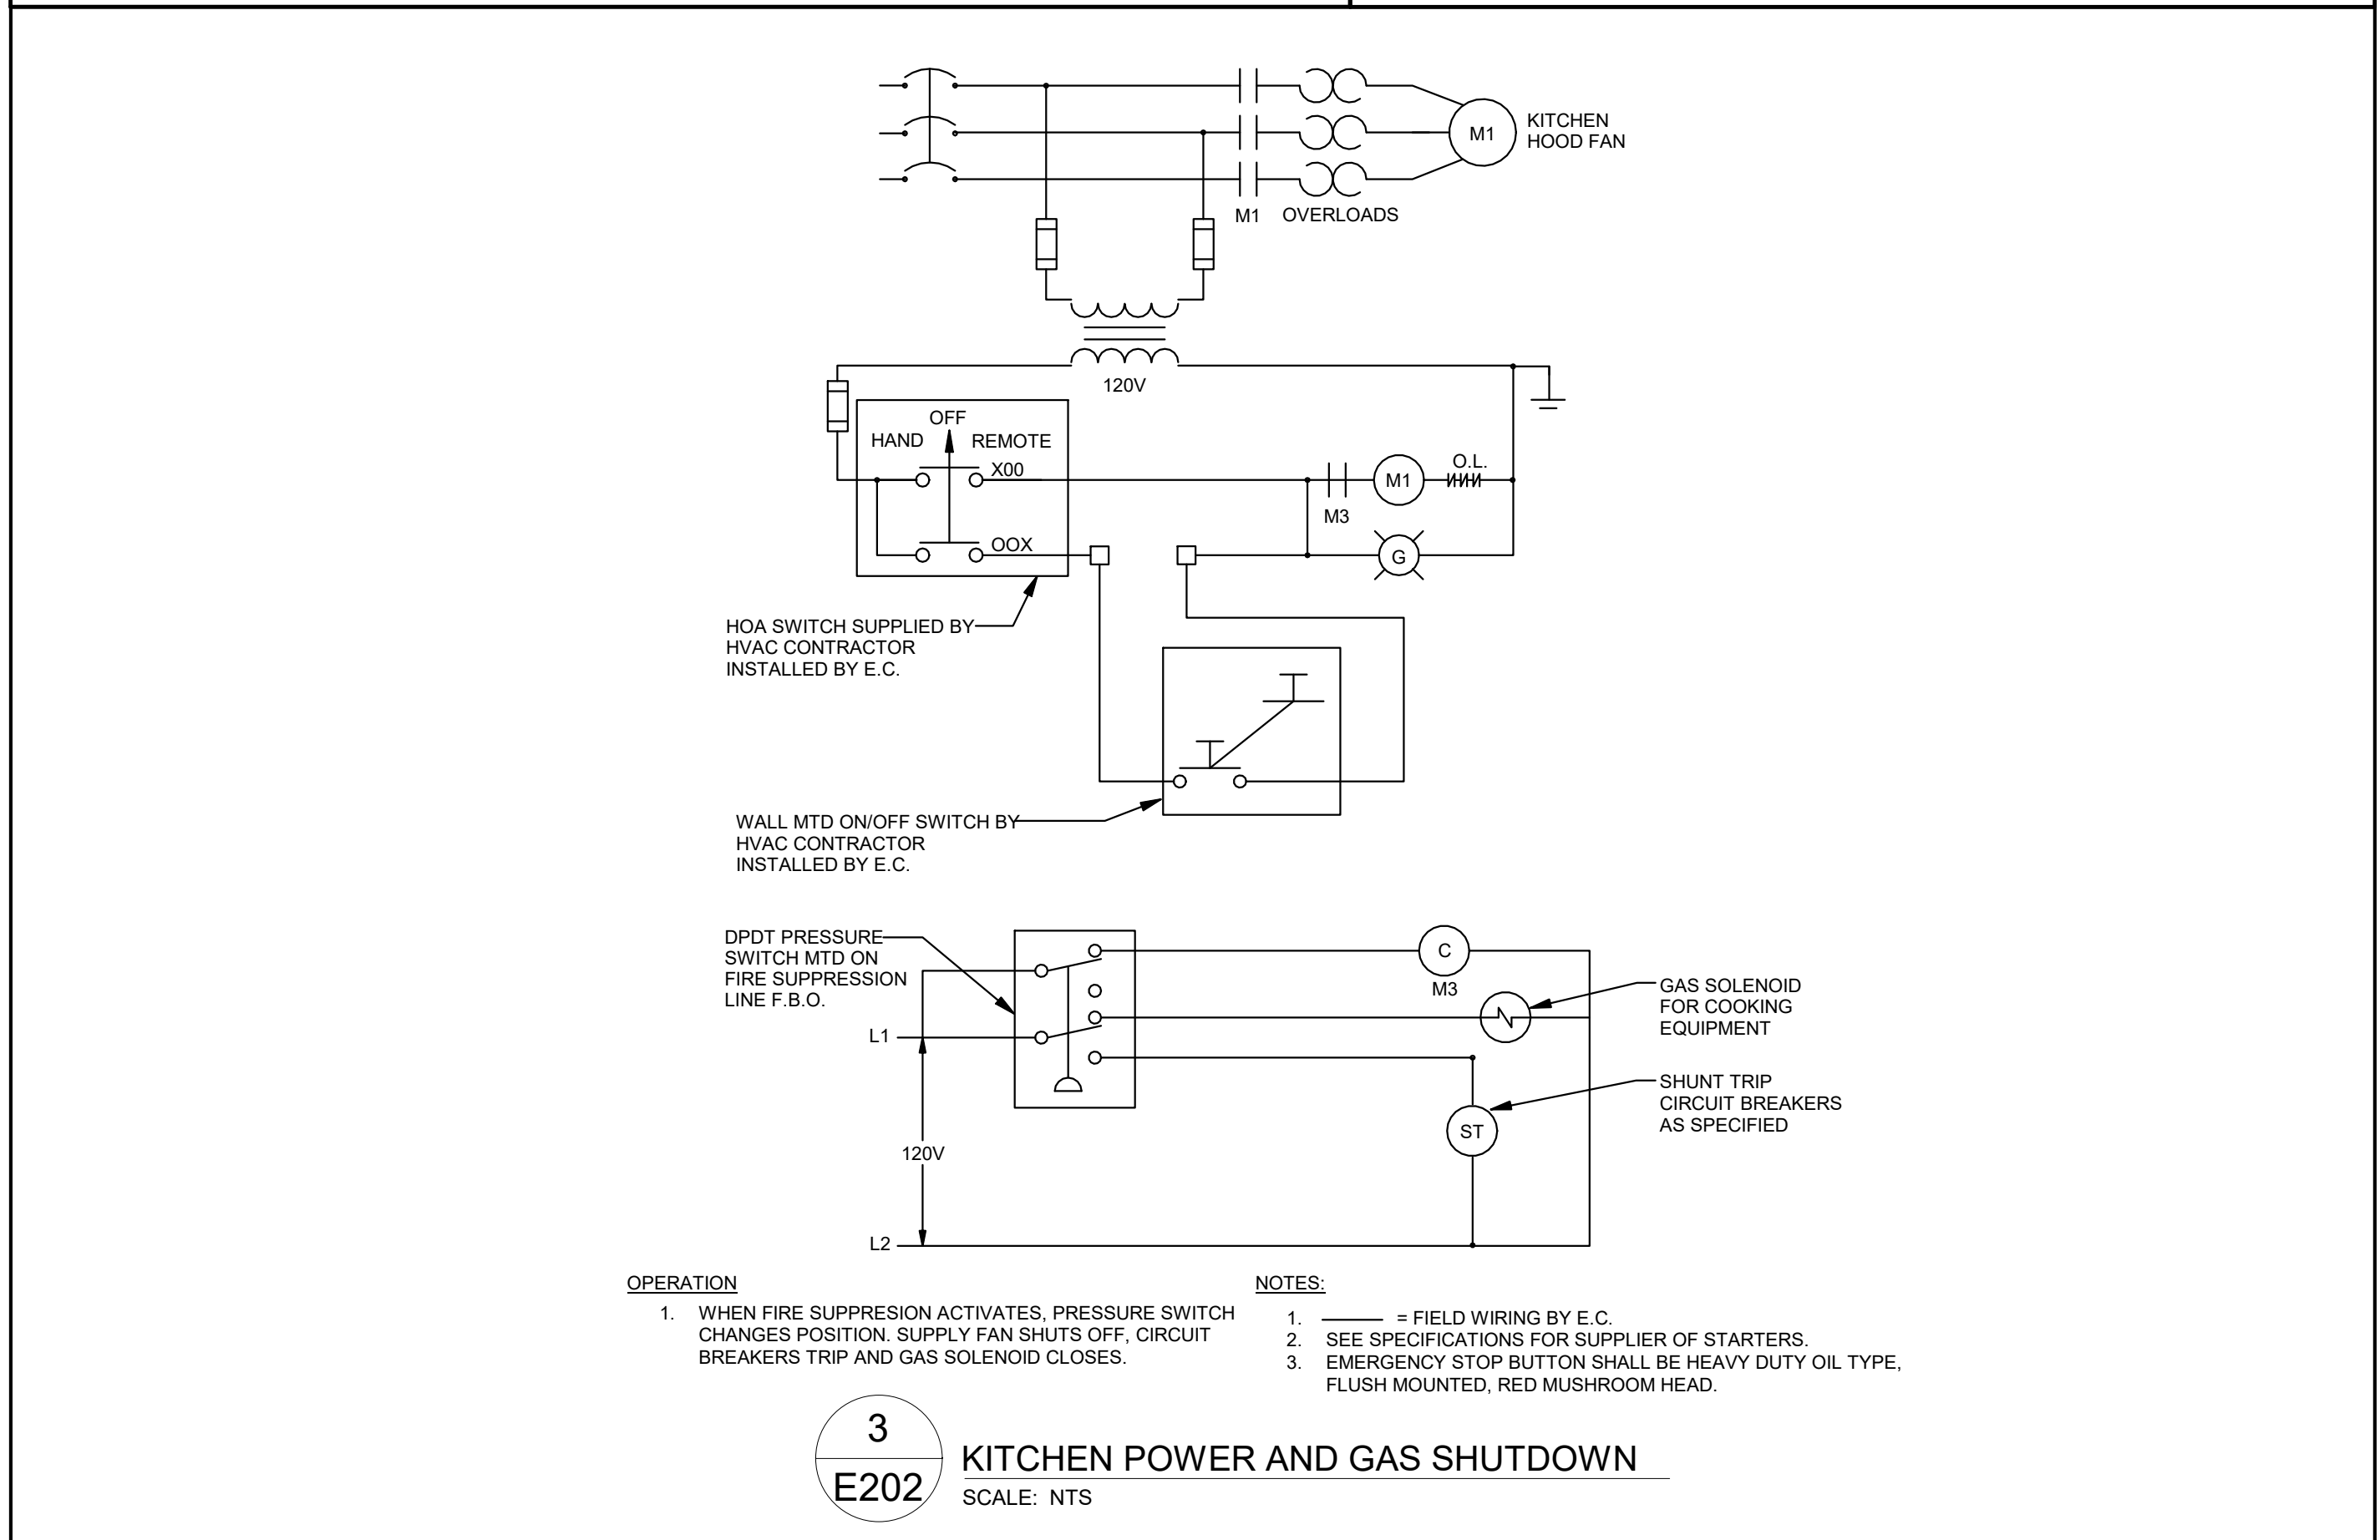 M1
KITCHEN
HOOD FAN
M1
OVERLOADS
120V
OFF
HAND
REMOTE
X00
O.L.
M1
M3
OOX
G
HOA SWITCH SUPPLIED BY
HVAC CONTRACTOR
INSTALLED BY E.C.
WALL MTD ON/OFF SWITCH BY
HVAC CONTRACTOR
INSTALLED BY E.C.
DPDT PRESSURE
SWITCH MTD ON
FIRE SUPPRESSION
LINE F.B.O.
C
M3
GAS SOLENOID
FOR COOKING
EQUIPMENT
L1
SHUNT TRIP
CIRCUIT BREAKERS
AS SPECIFIED
ST
120V
L2
OPERATION
1. WHEN FIRE SUPPRESION ACTIVATES, PRESSURE SWITCH
CHANGES POSITION. SUPPLY FAN SHUTS OFF, CIRCUIT
BREAKERS TRIP AND GAS SOLENOID CLOSES.
NOTES:
1. = FIELD WIRING BY E.C.
2. SEE SPECIFICATIONS FOR SUPPLIER OF STARTERS.
3. EMERGENCY STOP BUTTON SHALL BE HEAVY DUTY OIL TYPE,
FLUSH MOUNTED, RED MUSHROOM HEAD.
3
E202
KITCHEN POWER AND GAS SHUTDOWN
SCALE: NTS